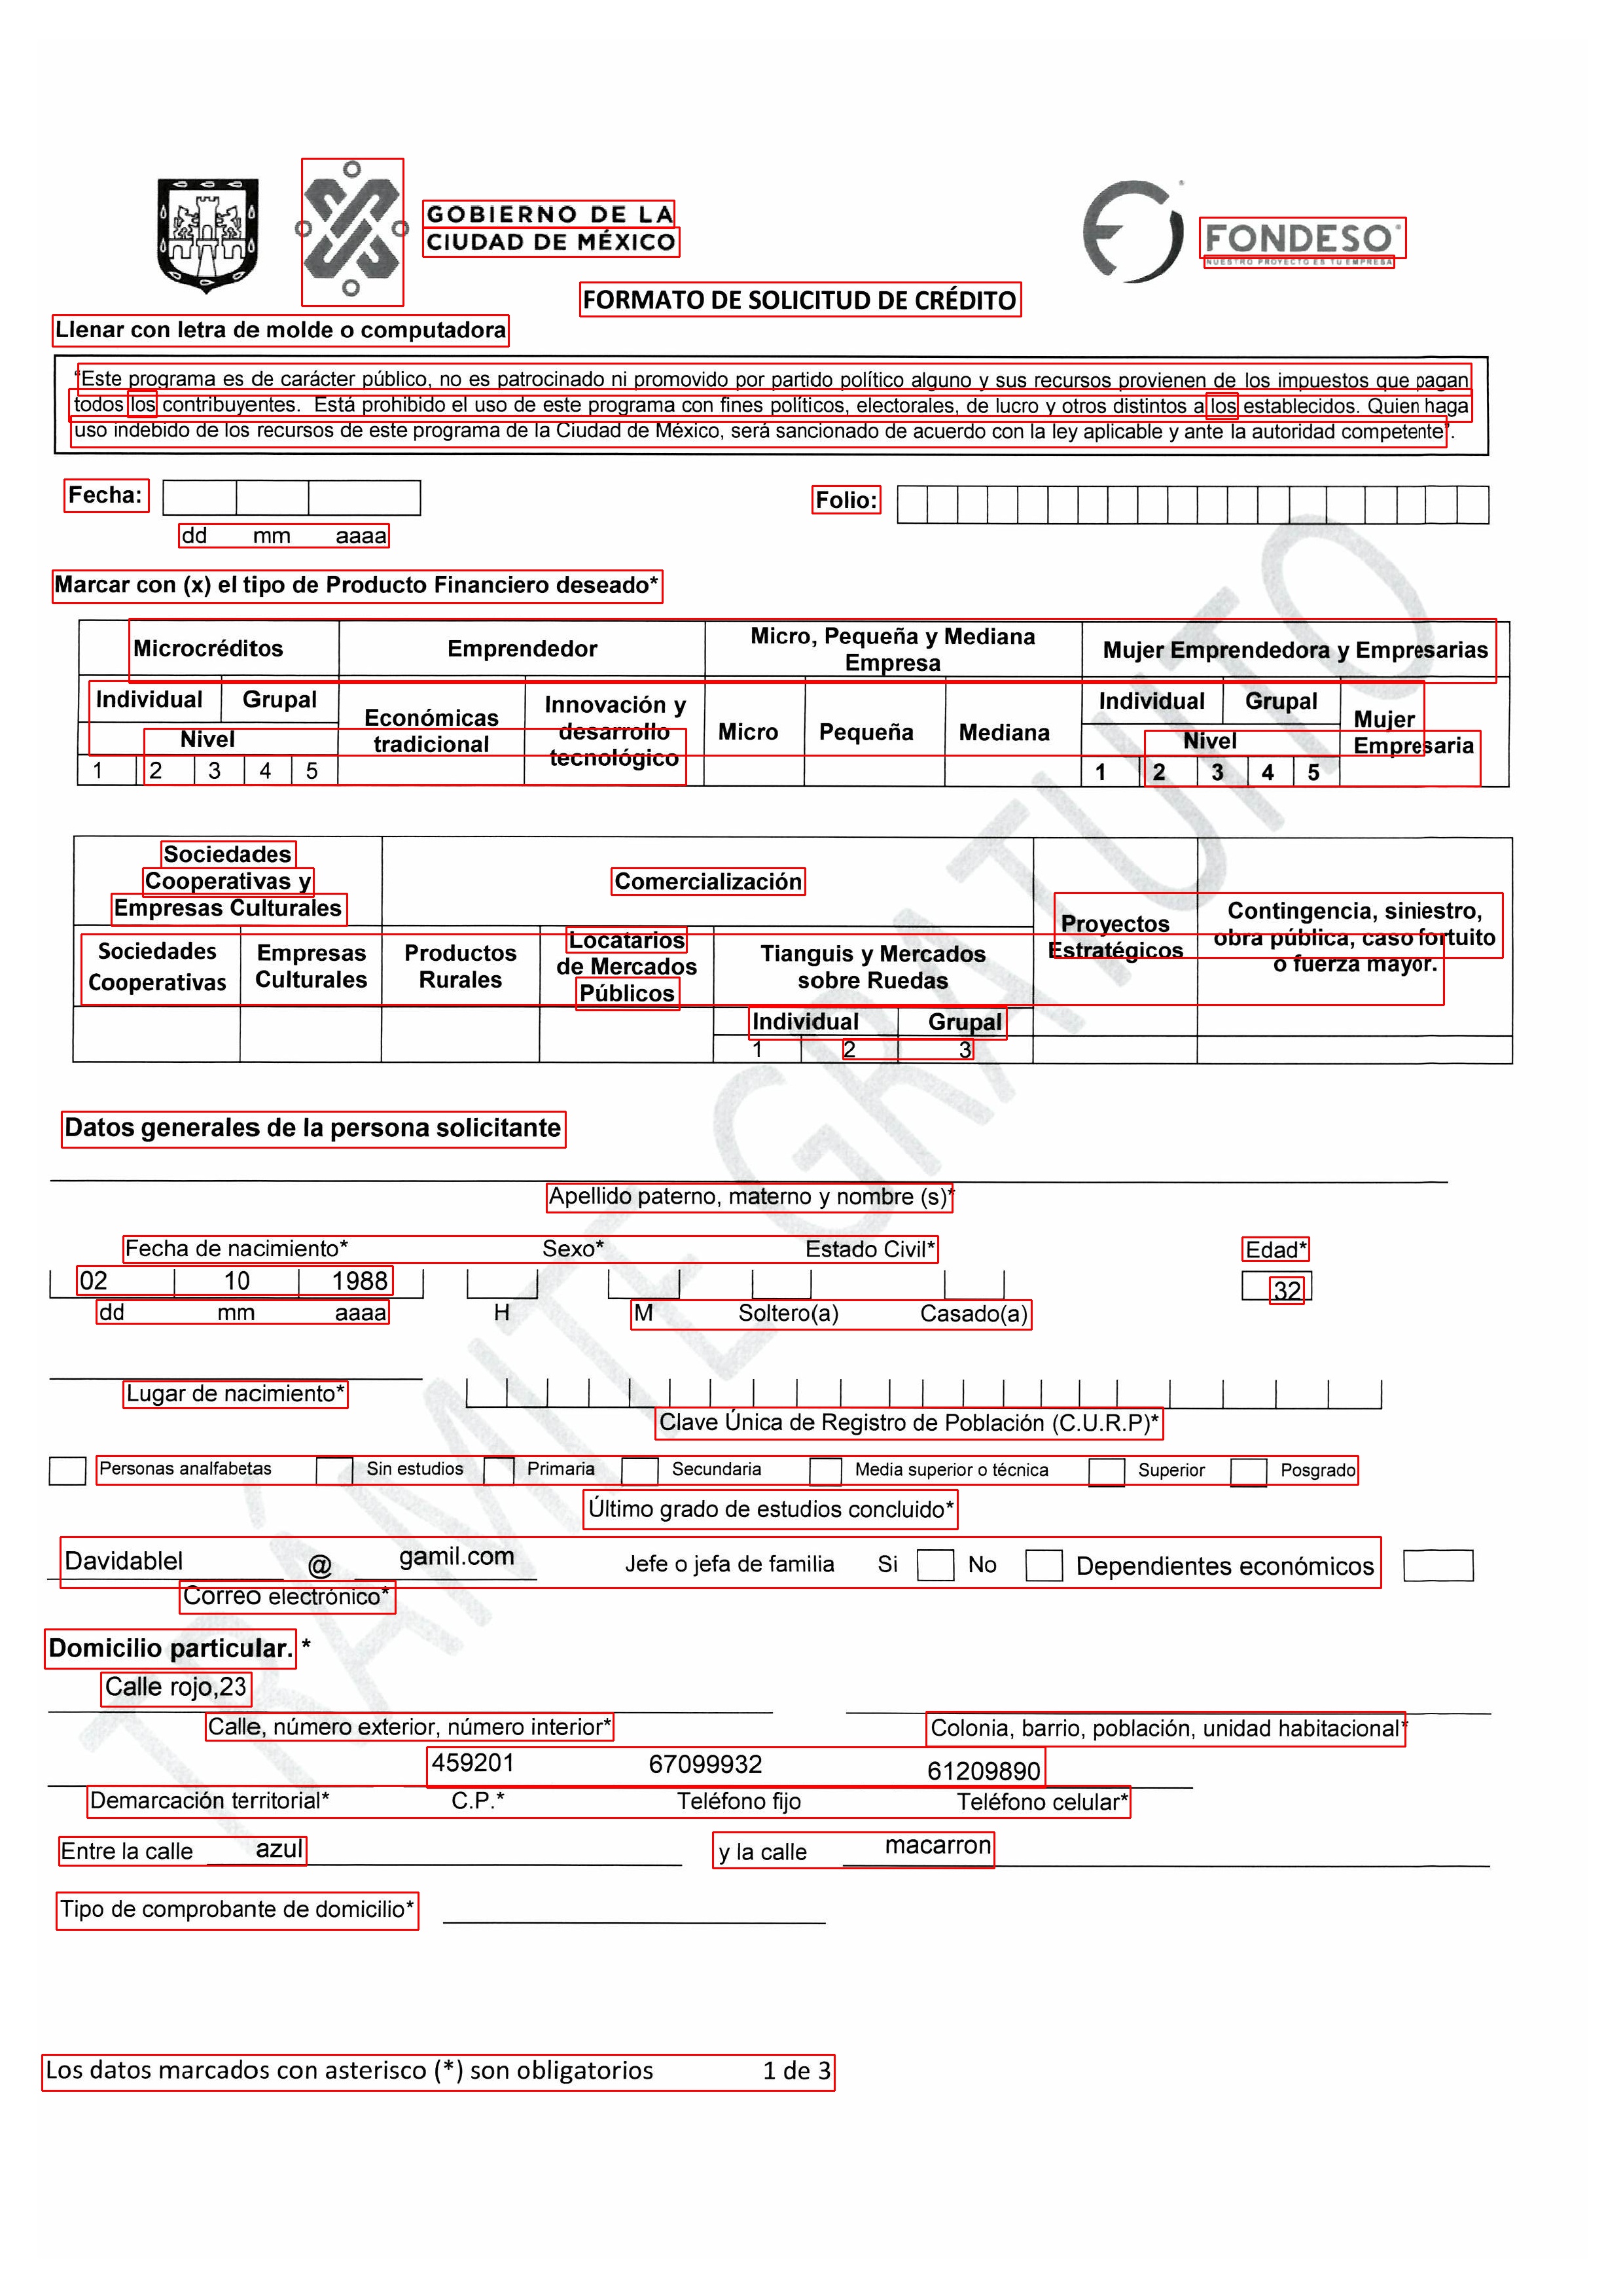 GOBIERNO DE LA
CIUDAD DE MÉXICO
FONDESO
NUESTRO PROYECTO ES TU EMPRESA
FORMATO DE SOLICITUD DE CRÉDITO
Llenar con letra de molde o computadora
“Este programa es de carácter público, no es patrocinado ni promovido por partido político alguno y sus recursos provienen de los impuestos que pagan
todos los contribuyentes. Está prohibido el uso de este programa con fines políticos, electorales, de lucro y otros distintos a los establecidos. Quien haga
uso indebido de los recursos de este programa de la Ciudad de México, será sancionado de acuerdo con la ley aplicable y ante la autoridad competente”.
Fecha: Folio:
dd mm aaaa
Marcar con (x) el tipo de Producto Financiero deseado*
Microcréditos Emprendedor Micro, Pequeña y Mediana Empresa Mujer Emprendedora y Empresarias
Individual Grupal Económicas tradicional Innovación y desarrollo tecnológico Micro Pequeña Mediana Individual Grupal Mujer Empresaria
Nivel Nivel
1 2 3 4 5 1 2 3 4 5
Sociedades Cooperativas y Empresas Culturales Comercialización Proyectos Estratégicos Contingencia, siniestro, obra pública, caso fortuito o fuerza mayor.
Sociedades Cooperativas Empresas Culturales Productos Rurales Locatarios de Mercados Públicos Tianguis y Mercados sobre Ruedas
Individual Grupal
1 2 3
Datos generales de la persona solicitante
Apellido paterno, materno y nombre (s)*
Fecha de nacimiento* Sexo* Estado Civil* Edad*
02 10 1988 32
dd mm aaaa H M Soltero(a) Casado(a)
Lugar de nacimiento*
Clave Única de Registro de Población (C.U.R.P)*
Personas analfabetas Sin estudios Primaria Secundaria Media superior o técnica Superior Posgrado
Último grado de estudios concluido*
Davidablel @ gamil.com Jefe o jefa de familia Si No Dependientes económicos
Correo electrónico*
Domicilio particular. *
Calle rojo,23
Calle, número exterior, número interior* Colonia, barrio, población, unidad habitacional*
459201 67099932 61209890
Demarcación territorial* C.P.* Teléfono fijo Teléfono celular*
Entre la calle azul y la calle macarron
Tipo de comprobante de domicilio*
Los datos marcados con asterisco (*) son obligatorios 1 de 3
TRÁMITE GRATUITO